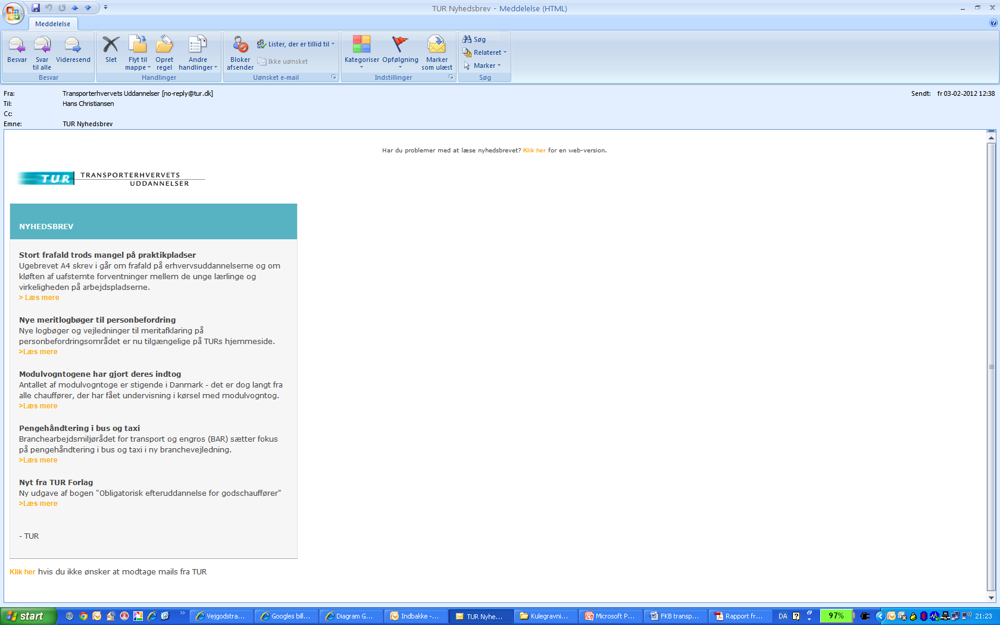 TUR Nyhedsbrev - Meddelelse (HTML)
Meddelelse
Besvar
Svar
til alle
Videresend
Besvar
Slet
Flyt til
mappe
Opret
regel
Andre
handlinger
Handlinger
Bloker
afsender
Lister, der er tillid til
Ikke uønsket
Uønsket e-mail
Kategoriser
Opfølgning
Marker
som ulæst
Indstillinger
Søg
Relateret
Marker
Søg
Fra: Transporterhvervets Uddannelser [no-reply@tur.dk]
Sendt: fr 03-02-2012 12:38
Til: Hans Christiansen
Cc:
Emne: TUR Nyhedsbrev
Har du problemer med at læse nyhedsbrevet? Klik her for en web-version.
TUR TRANSPORTERHVERVETS
UDDANNELSER
NYHEDSBREV
Stort frafald trods mangel på praktikpladser
Ugebrevet A4 skrev i går om frafald på erhvervsuddannelserne og om
kløften af uafstemte forventninger mellem de unge lærlinge og
virkeligheden på arbejdspladserne.
> Læs mere
Nye meritlogbøger til personbefordring
Nye logbøger og vejledninger til meritafklaring på
personbefordringsområdet er nu tilgængelige på TURs hjemmeside.
>Læs mere
Modulvogntogene har gjort deres indtog
Antallet af modulvogntoge er stigende i Danmark - det er dog langt fra
alle chauffører, der har fået undervisning i kørsel med modulvogntog.
>Læs mere
Pengehåndtering i bus og taxi
Branchearbejdsmiljørådet for transport og engros (BAR) sætter fokus
på pengehåndtering i bus og taxi i ny branchevejledning.
>Læs mere
Nyt fra TUR Forlag
Ny udgave af bogen "Obligatorisk efteruddannelse for godschauffører"
>Læs mere
- TUR
Klik her hvis du ikke ønsker at modtage mails fra TUR
start
Vejgodstra...
Googles bill...
Diagram G...
Indbakke -...
TUR Nyhe...
Kulegravni...
Microsoft P...
FKB transp...
Rapport fr...
DA
97%
21:23